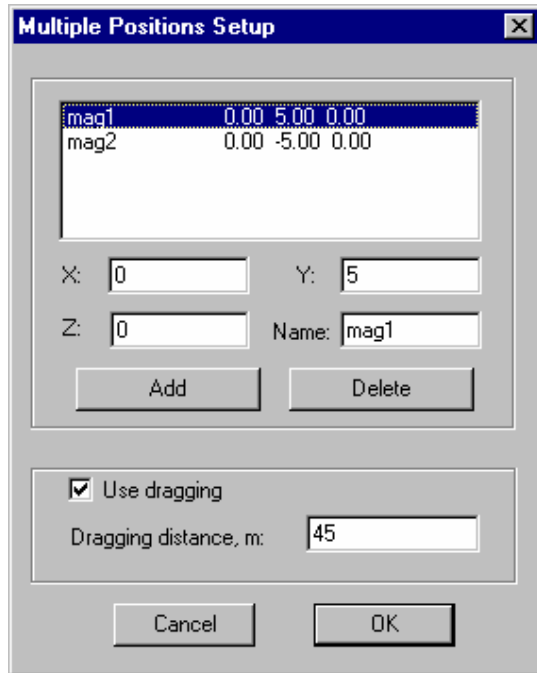 Multiple Positions Setup
mag1 0.00 5.00 0.00
mag2 0.00 -5.00 0.00
X: 0 Y: 5
Z: 0 Name: mag1
Add Delete
Use dragging
Dragging distance, m: 45
Cancel OK